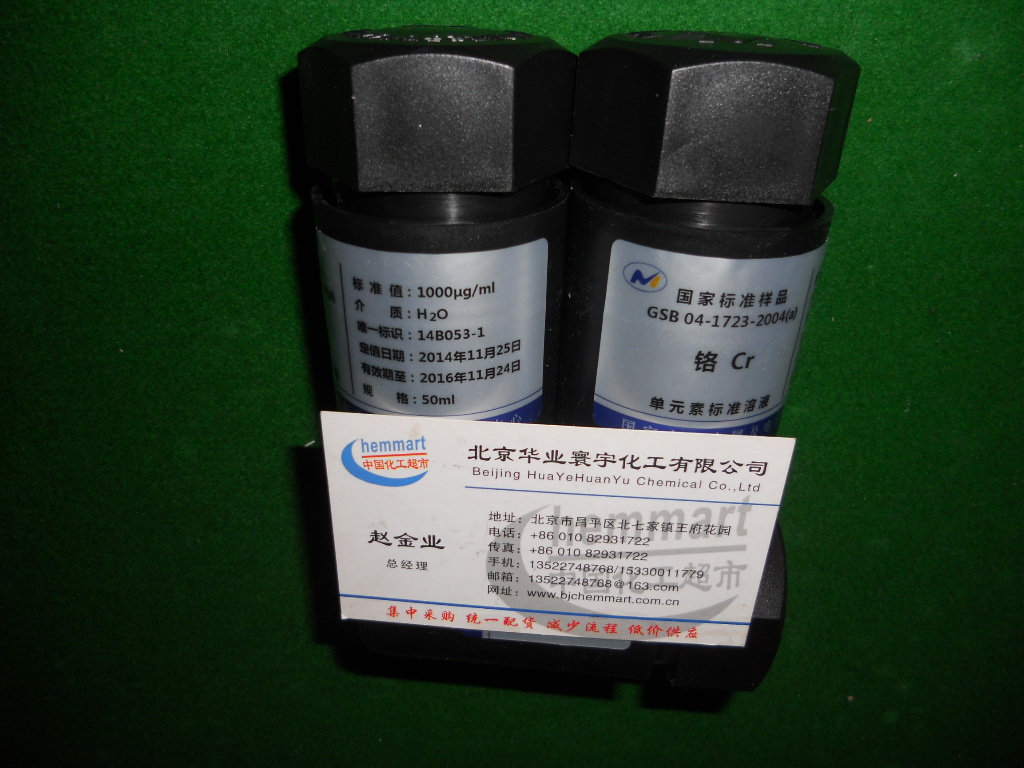 标准值：1000μg/ml
介　质：H₂O
唯一标识：14B053-1
定值日期：2014年11月25日
有效期至：2016年11月24日
规　格：50ml
国家标准样品
GSB 04-1723-2004(a)
铬 Cr
单元素标准溶液
hemmart
中国化工超市
北京华业寰宇化工有限公司
Beijing HuaYeHuanYu Chemical Co.,Ltd
赵金业
总经理
地址：北京市昌平区北七家镇王府花园
电话：+86 010 82931722
传真：+86 010 82931722
手机：13522748768/15330011779
邮箱：13522748768@163.com
网址：www.bjchemmart.com.cn
hemmart
中国化工超市
集中采购 统一配货 减少流程 低价供应